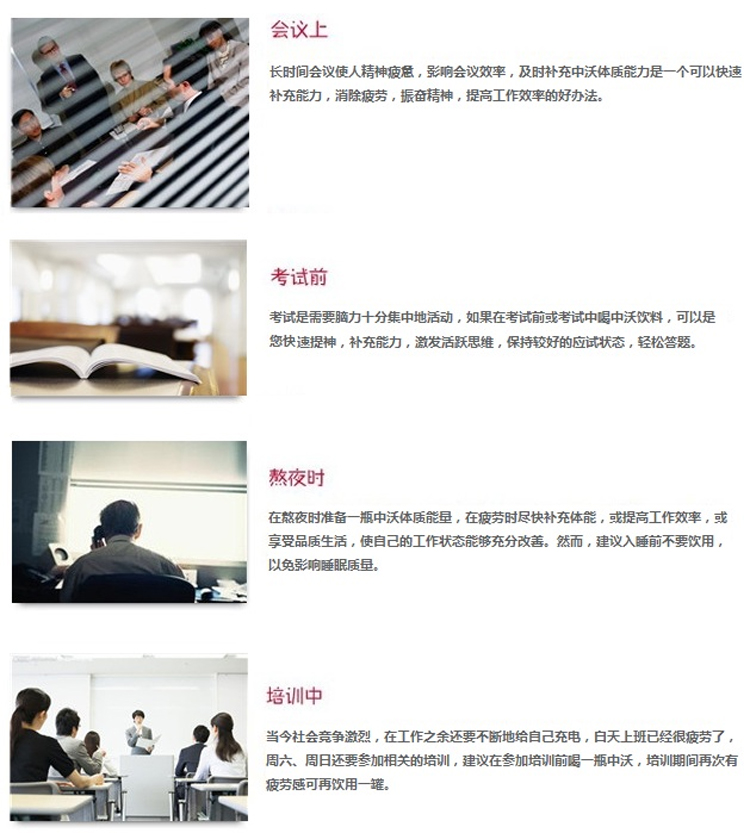 会议上
长时间会议使人精神疲惫，影响会议效率，及时补充中沃体质能力是一个可以快速
补充能力，消除疲劳，振奋精神，提高工作效率的好办法。
考试前
考试是需要脑力十分集中地活动，如果在考试前或考试中喝中沃饮料，可以是
您快速提神，补充能力，激发活跃思维，保持较好的应试状态，轻松答题。
熬夜时
在熬夜时准备一瓶中沃体质能量，在疲劳时尽快补充体能，或提高工作效率，或
享受品质生活，使自己的工作状态能够充分改善。然而，建议入睡前不要饮用，
以免影响睡眠质量。
培训中
当今社会竞争激烈，在工作之余还要不断地给自己充电，白天上班已经很疲劳了，
周六、周日还要参加相关的培训，建议在参加培训前喝一瓶中沃，培训期间再次有
疲劳感可再饮用一罐。